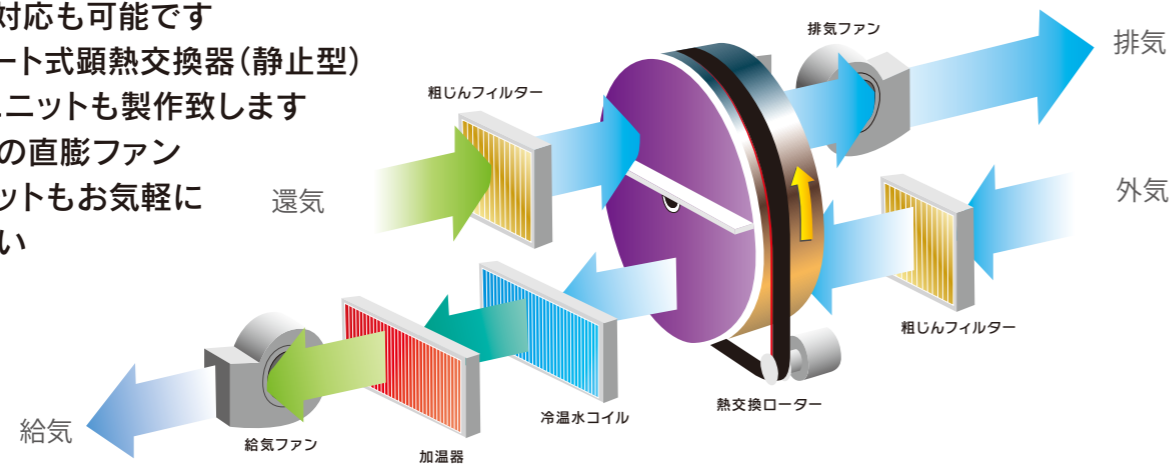 対応も可能です
ート式顕熱交換器(静止型)
ユニットも製作致します
の直膨ファン
ットもお気軽に
い
排気ファン
排気
粗じんフィルター
還気
外気
粗じんフィルター
熱交換ローター
冷温水コイル
加温器
給気ファン
給気